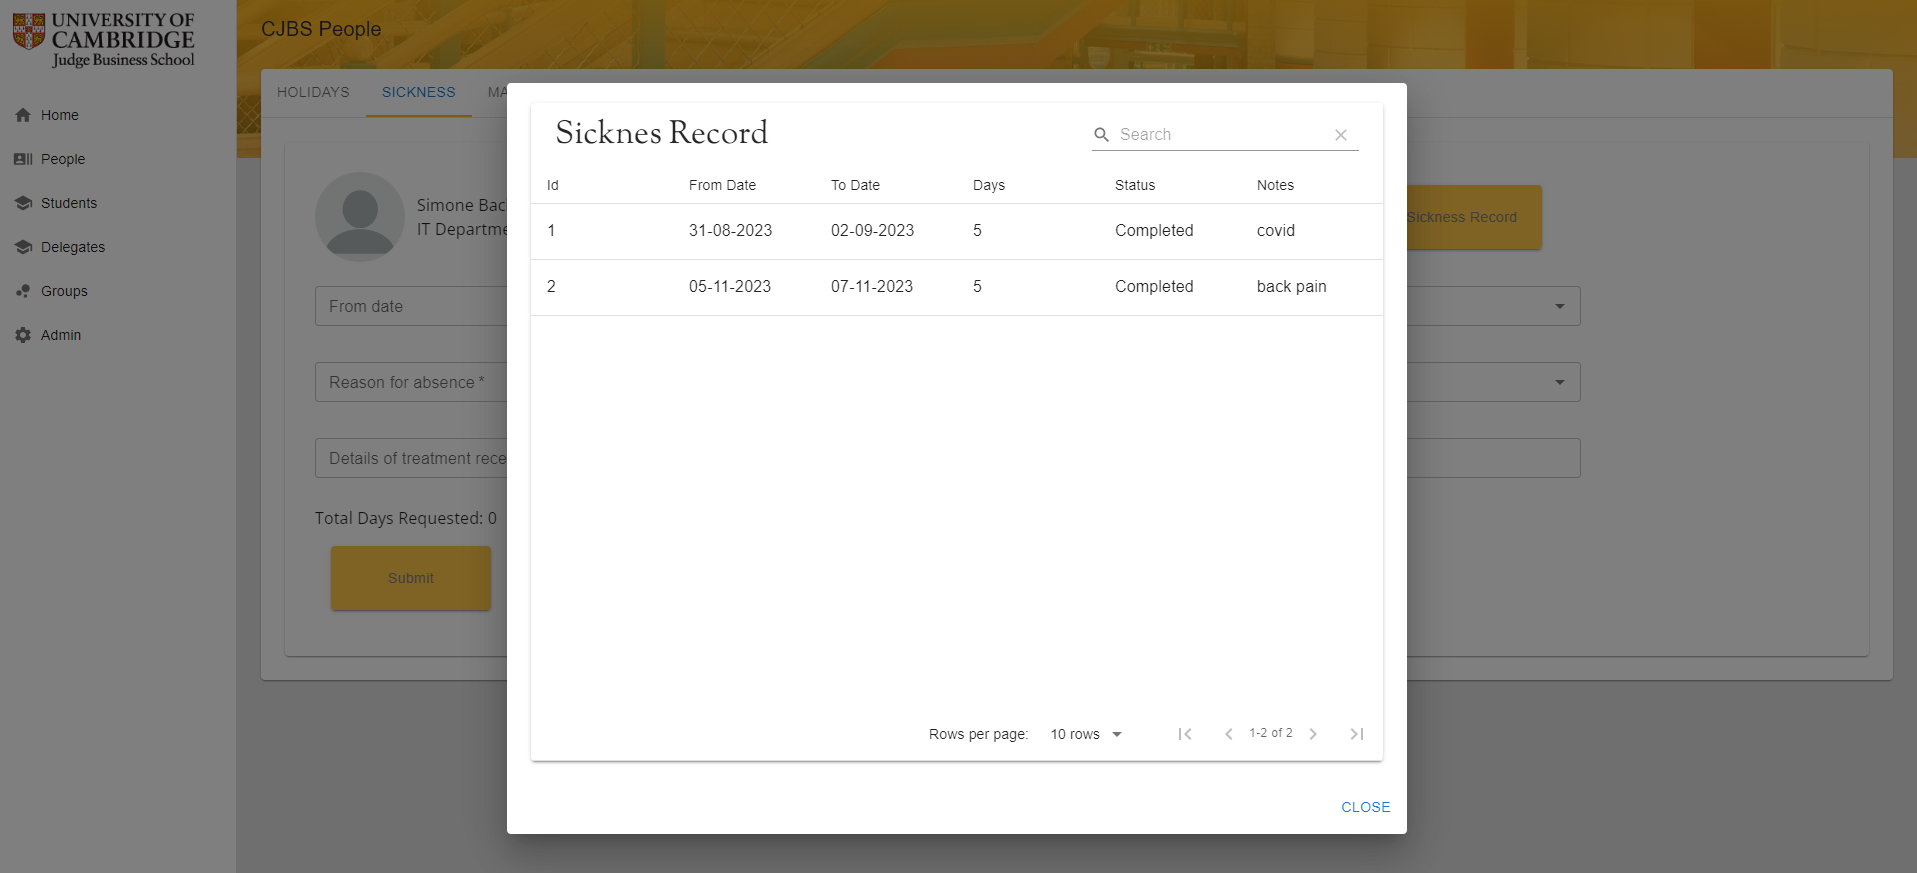 UNIVERSITY OF
CAMBRIDGE
Judge Business School
CJBS People
Home
People
Students
Delegates
Groups
Admin
HOLIDAYS SICKNESS MA
Simone Bac
IT Departme
Sickness Record
From date
Reason for absence *
Details of treatment rece
Total Days Requested: 0
Submit
Sicknes Record
Search
Id From Date To Date Days Status Notes
1 31-08-2023 02-09-2023 5 Completed covid
2 05-11-2023 07-11-2023 5 Completed back pain
Rows per page: 10 rows 1-2 of 2
CLOSE